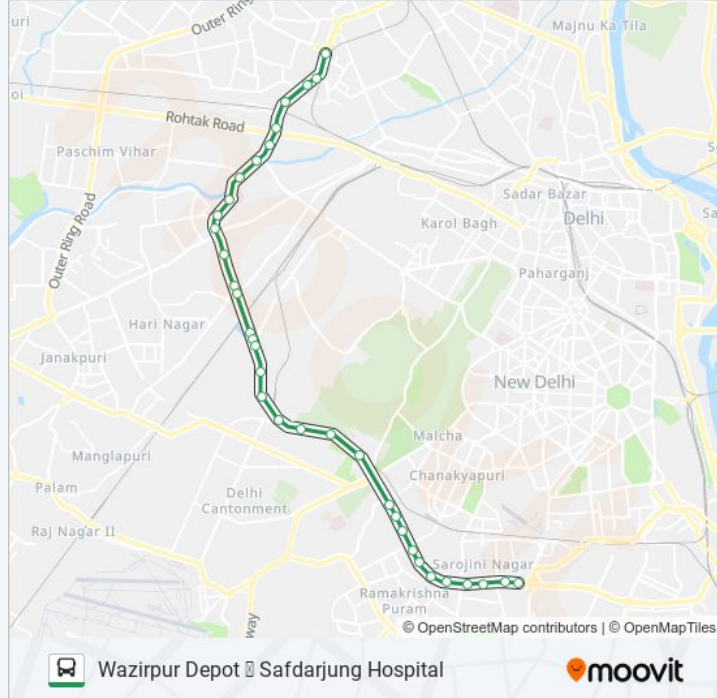 Outer Ring Road
Majnu Ka Tila
Rohtak Road
Paschim Vihar
Sadar Bazar
Delhi
Karol Bagh
Outer Ring Road
Paharganj
Hari Nagar
Janakpuri
New Delhi
Malcha
Manglapuri
Chanakyapuri
Palam
Delhi
Cantonment
Raj Nagar II
Sarojini Nagar
Ramakrishna
Puram
© OpenStreetMap contributors | © OpenMapTiles
Wazirpur Depot Safdarjung Hospital
moovit